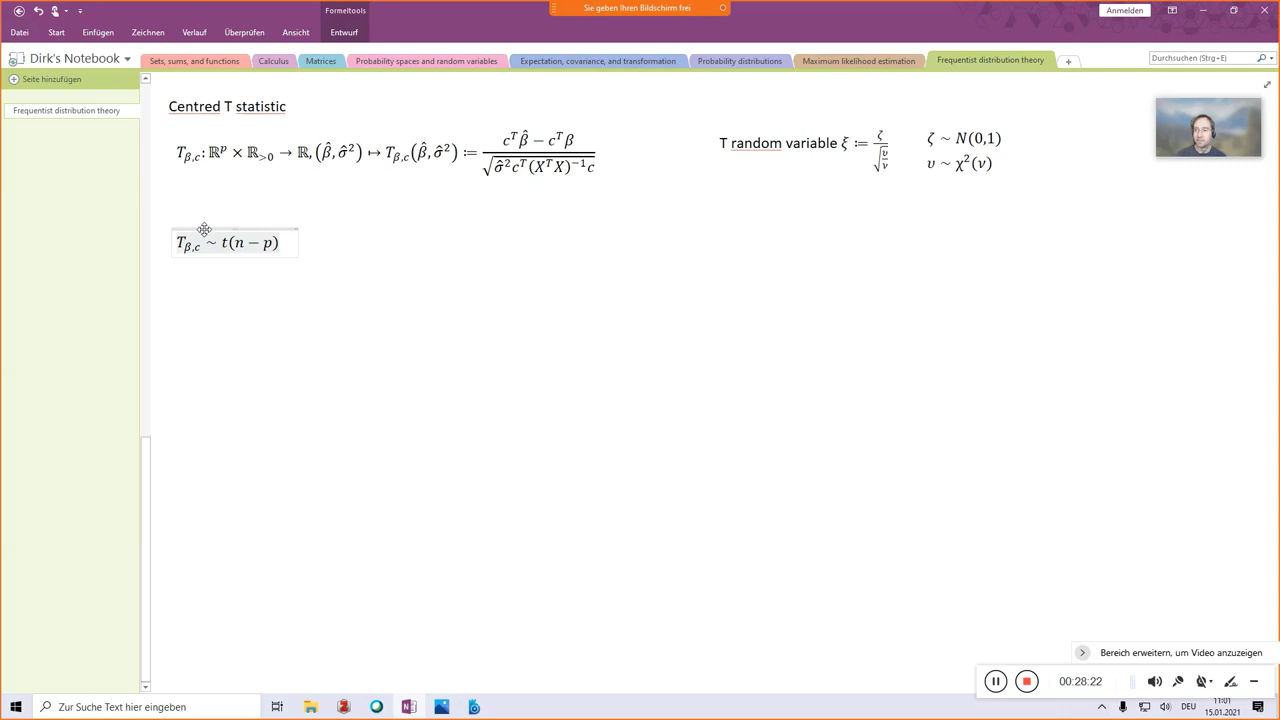 Sie geben Ihren Bildschirm frei
Formeltools
Anmelden
Datei Start Einfügen Zeichnen Verlauf Überprüfen Ansicht Entwurf
Dirk's Notebook
Sets, sums, and functions
Calculus
Matrices
Probability spaces and random variables
Expectation, covariance, and transformation
Probability distributions
Maximum likelihood estimation
Frequentist distribution theory
Durchsuchen (Strg+E)
Seite hinzufügen
Frequentist distribution theory
Centred T statistic
T_{β,c}: ℝ^p × ℝ_{>0} → ℝ, (β̂, σ̂²) ↦ T_{β,c}(β̂, σ̂²) ≔ (c^T β̂ − c^T β) / √(σ̂² c^T (X^T X)^{−1} c)
T random variable ξ ≔ ζ / √(υ/ν)
ζ ~ N(0,1)
υ ~ χ²(ν)
T_{β,c} ~ t(n − p)
Bereich erweitern, um Video anzuzeigen
00:28:22
Zur Suche Text hier eingeben
DEU
11:01
15.01.2021